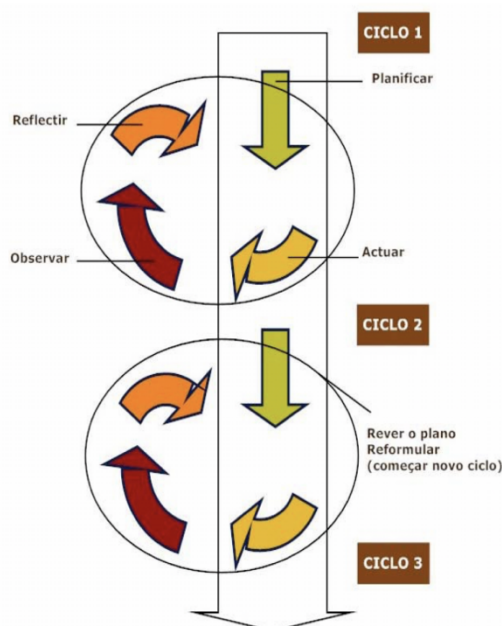 CICLO 1
Planificar
Reflectir
Observar
Actuar
CICLO 2
Rever o plano
Reformular
(começar novo ciclo)
CICLO 3